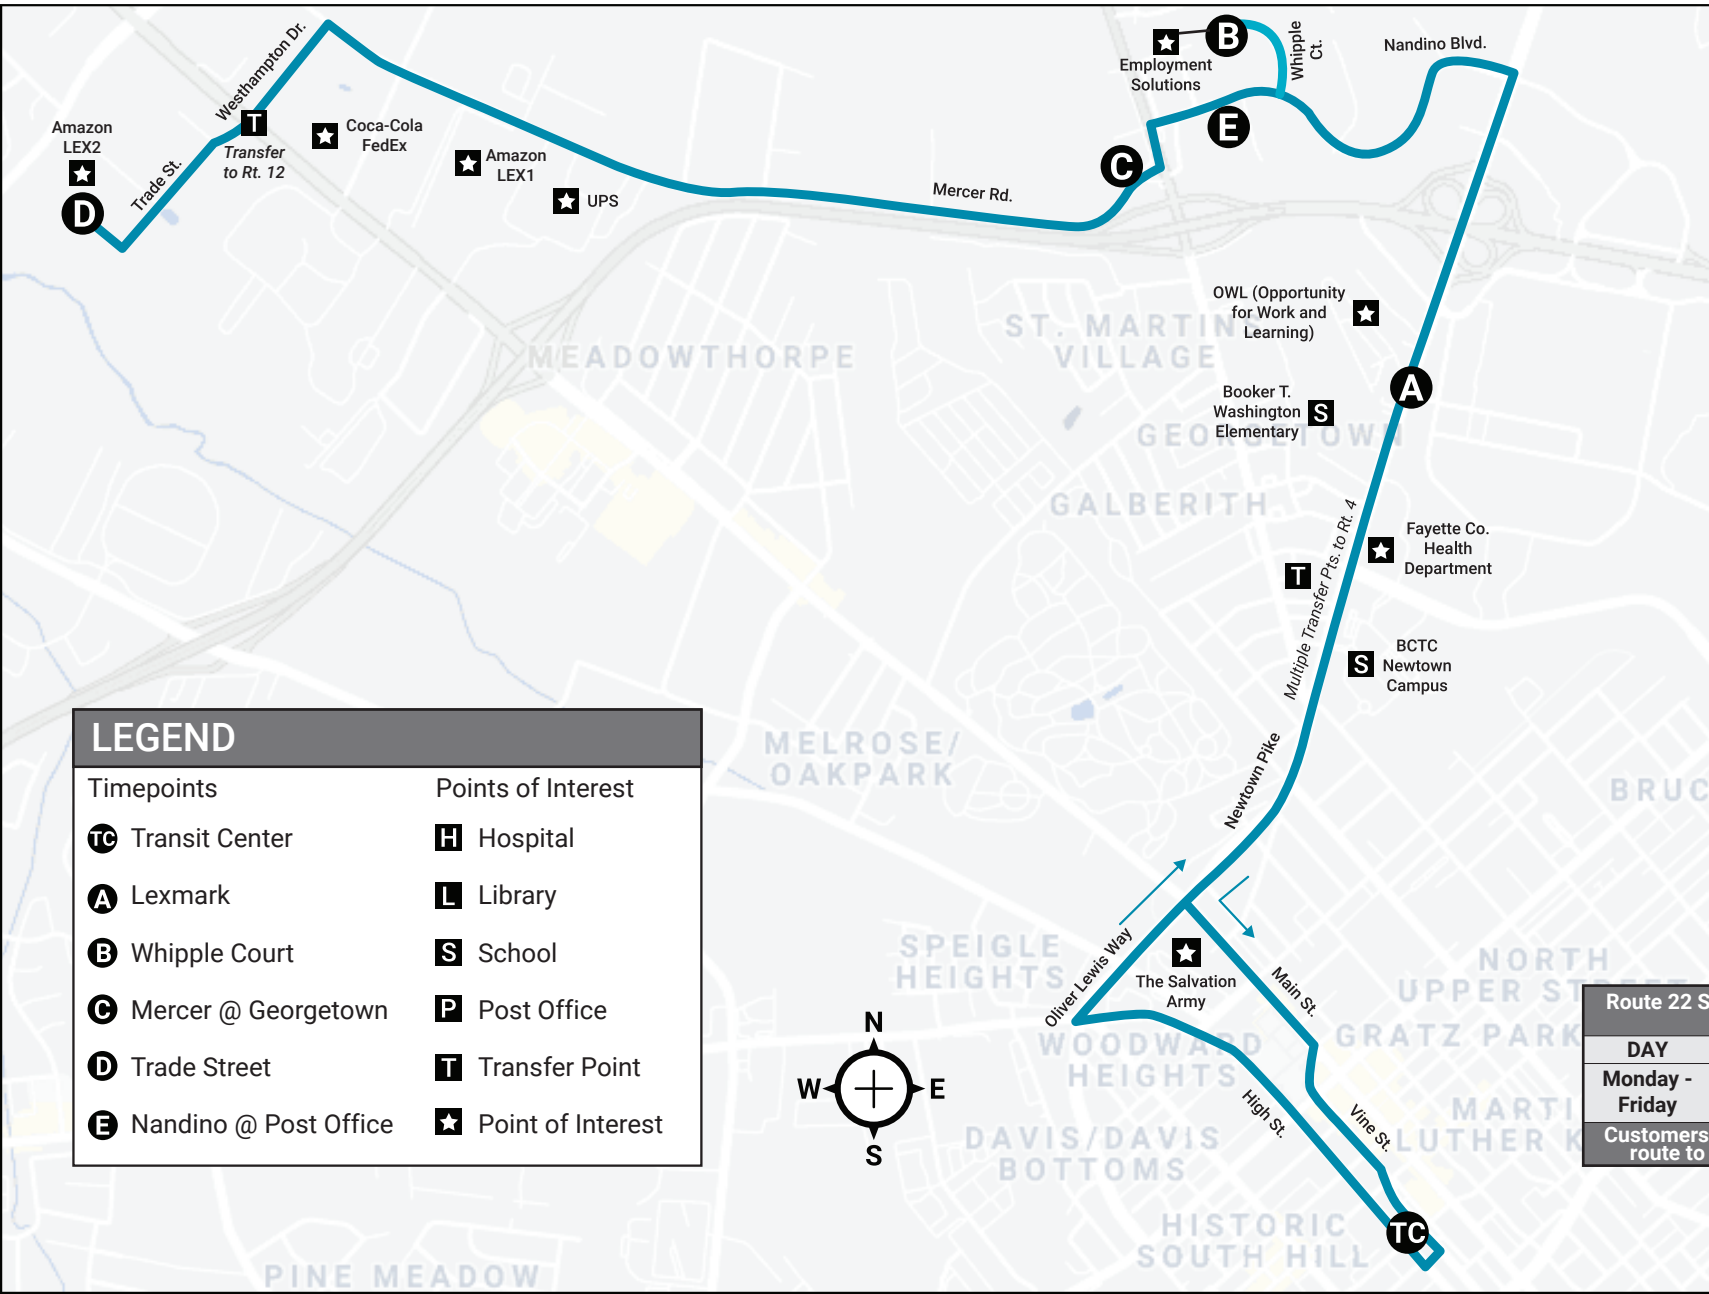 Westhampton Dr.
Amazon
LEX2
D
Trade St.
T
Transfer
to Rt. 12
Coca-Cola
FedEx
Amazon
LEX1
UPS
Mercer Rd.
Employment
Solutions
B
Whipple
Ct.
Nandino Blvd.
E
C
OWL (Opportunity
for Work and
Learning)
ST. MARTINS
VILLAGE
MEADOWTHORPE
A
Booker T.
Washington
Elementary
S
GEORGETOWN
GALBERITH
Multiple Transfer Pts. to Rt. 4
T
Fayette Co.
Health
Department
S
BCTC
Newtown
Campus
Newtown Pike
MELROSE/
OAKPARK
BRUC
SPEIGLE
HEIGHTS
Oliver Lewis Way
The Salvation
Army
Main St.
NORTH
UPPER STREET
GRATZ PARK
WOODWARD
HEIGHTS
High St.
Vine St.
MARTI
LUTHER K
DAVIS/DAVIS
BOTTOMS
HISTORIC
SOUTH HILL
TC
PINE MEADOW
N
W
E
S
LEGEND
Timepoints
TC Transit Center
A Lexmark
B Whipple Court
C Mercer @ Georgetown
D Trade Street
E Nandino @ Post Office
Points of Interest
H Hospital
L Library
S School
P Post Office
T Transfer Point
Point of Interest
Route 22 S
DAY
Monday -
Friday
Customers
route to